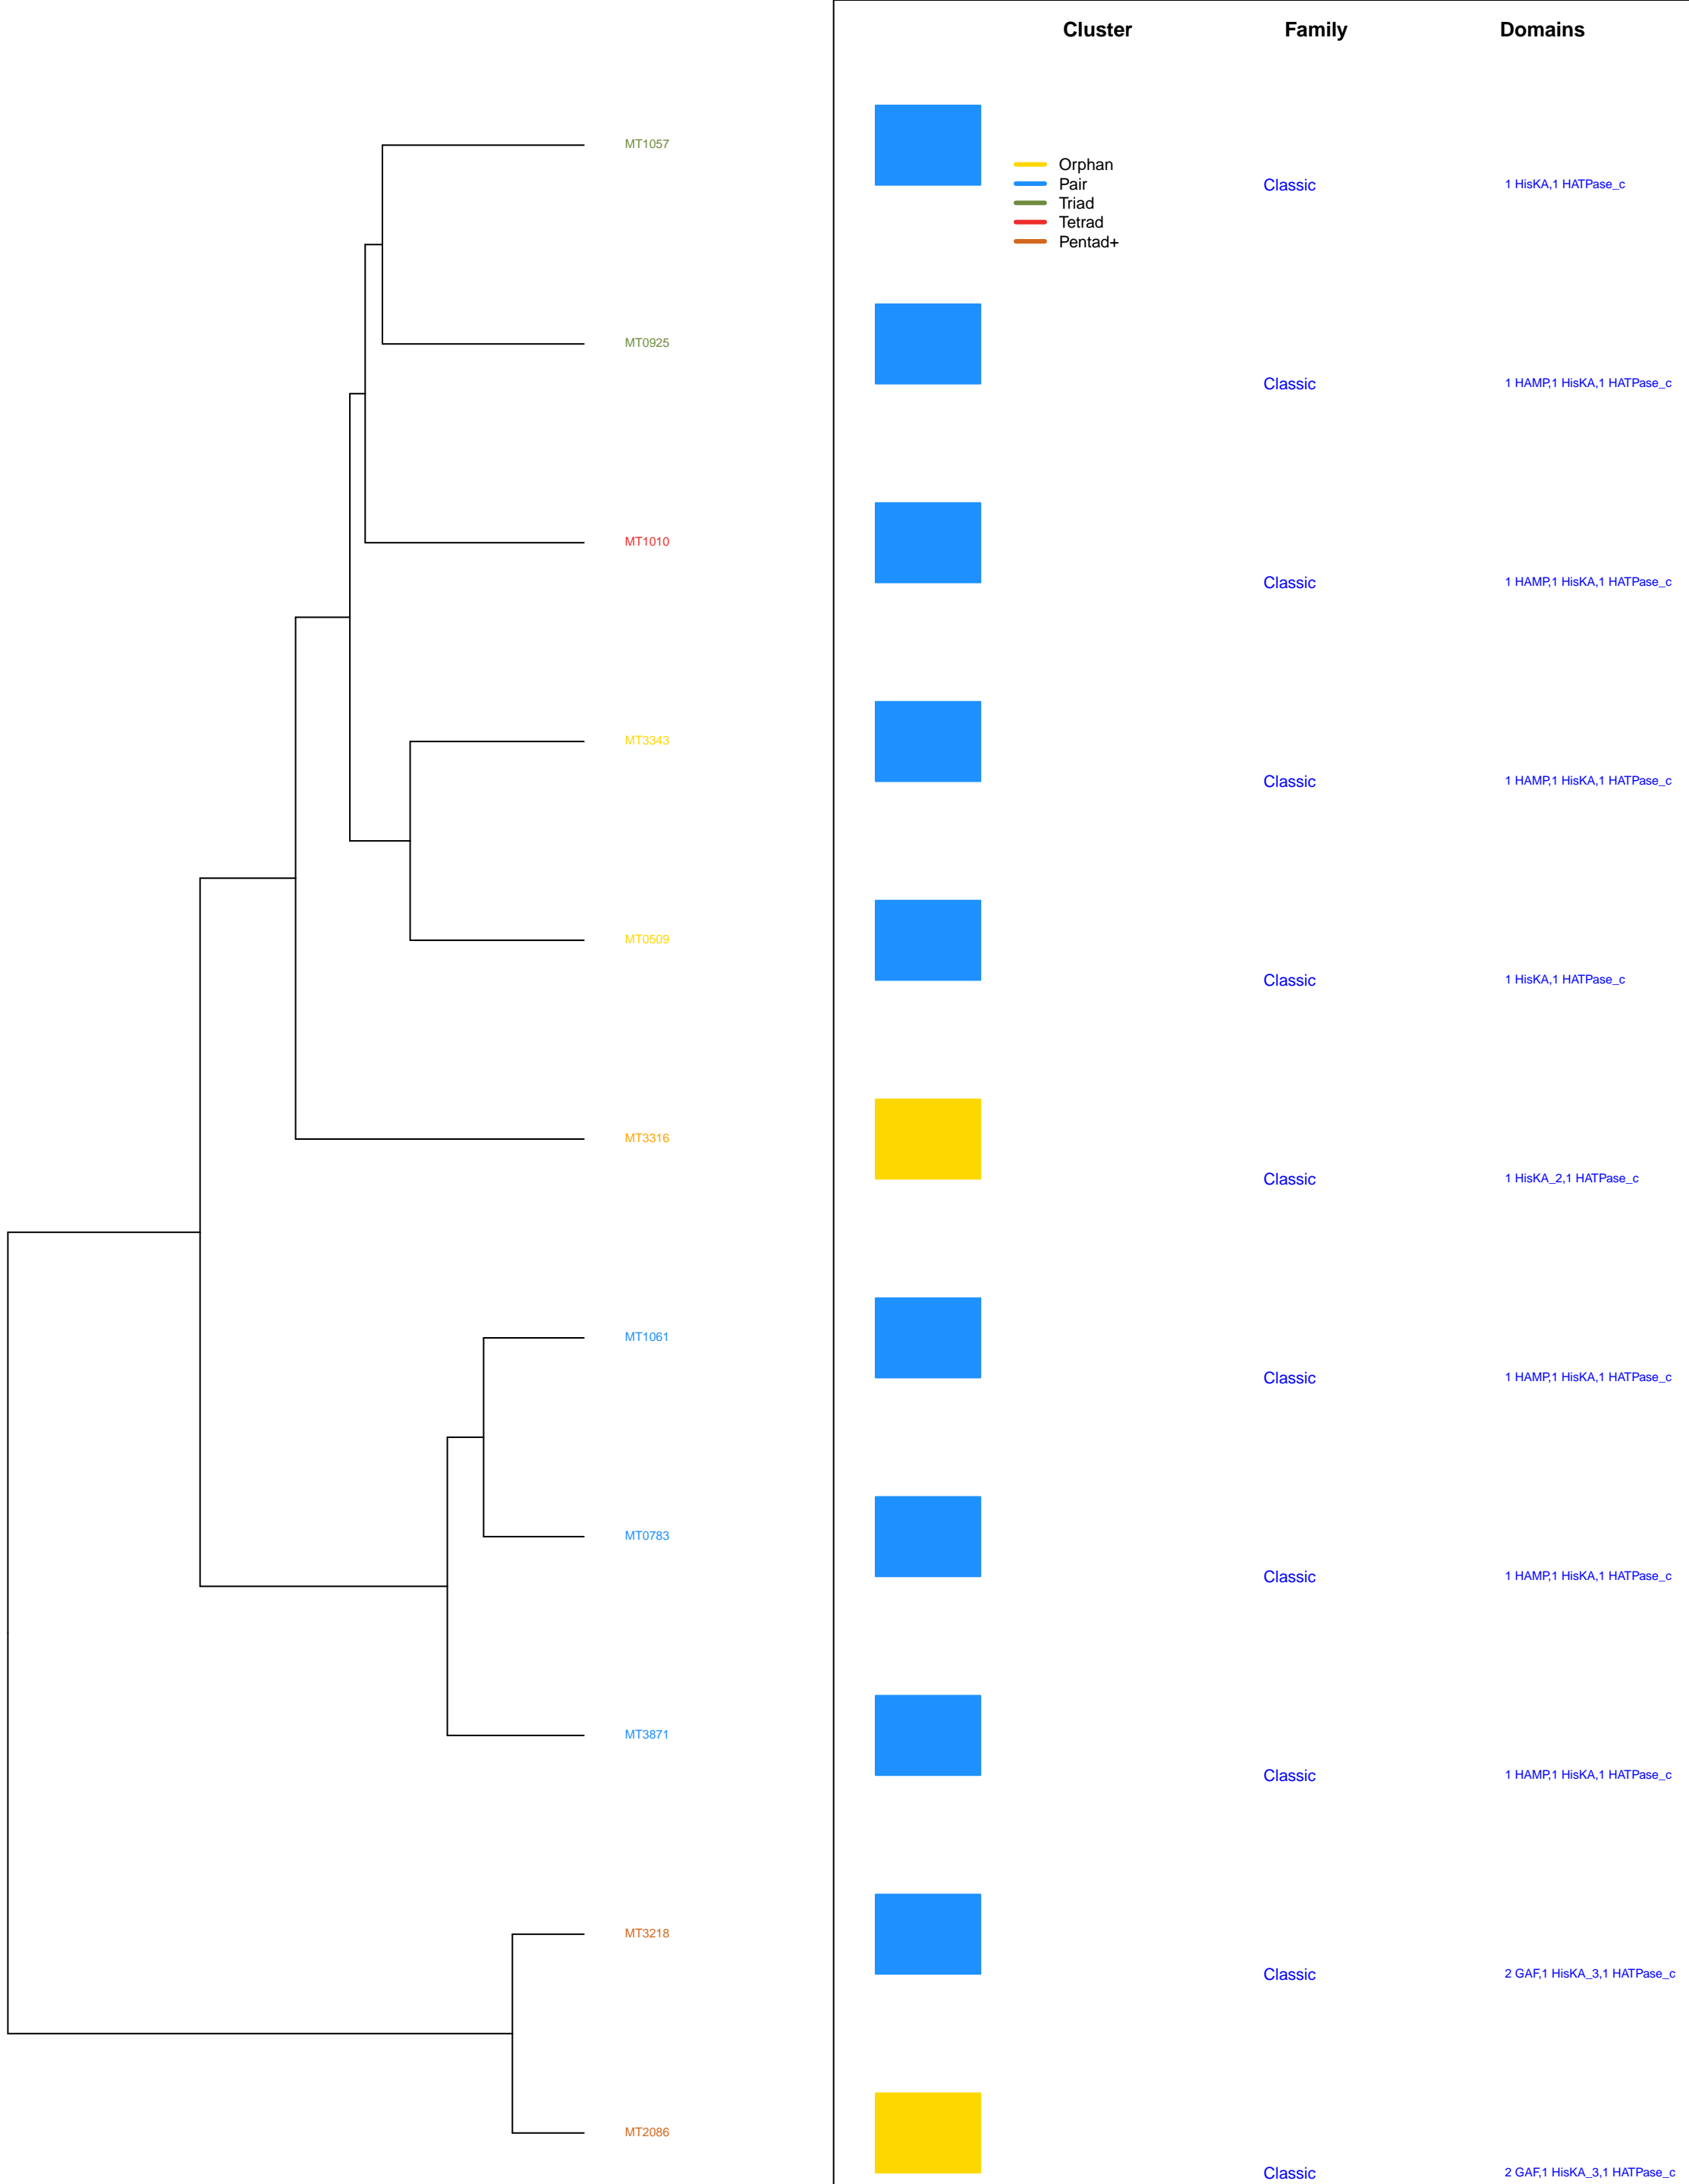 Cluster Family Domains
MT1057
Orphan
Pair
Triad
Tetrad
Pentad+
Classic 1 HisKA,1 HATPase_c
MT0925
Classic 1 HAMP,1 HisKA,1 HATPase_c
MT1010
Classic 1 HAMP,1 HisKA,1 HATPase_c
MT3343
Classic 1 HAMP,1 HisKA,1 HATPase_c
MT0509
Classic 1 HisKA,1 HATPase_c
MT3316
Classic 1 HisKA_2,1 HATPase_c
MT1061
Classic 1 HAMP,1 HisKA,1 HATPase_c
MT0783
Classic 1 HAMP,1 HisKA,1 HATPase_c
MT3871
Classic 1 HAMP,1 HisKA,1 HATPase_c
MT3218
Classic 2 GAF,1 HisKA_3,1 HATPase_c
MT2086
Classic 2 GAF,1 HisKA_3,1 HATPase_c